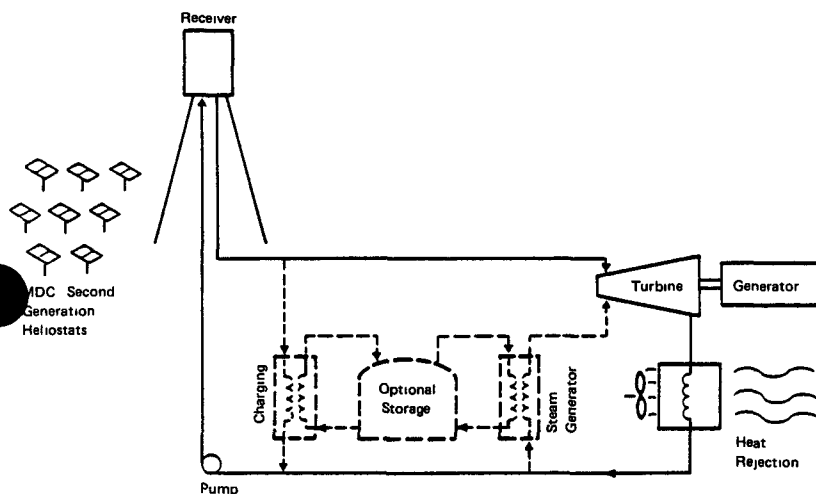 Receiver
MDC Second
Generation
Heliostats
Turbine
Generator
Charging
Optional
Storage
Steam
Generator
Heat
Rejection
Pump